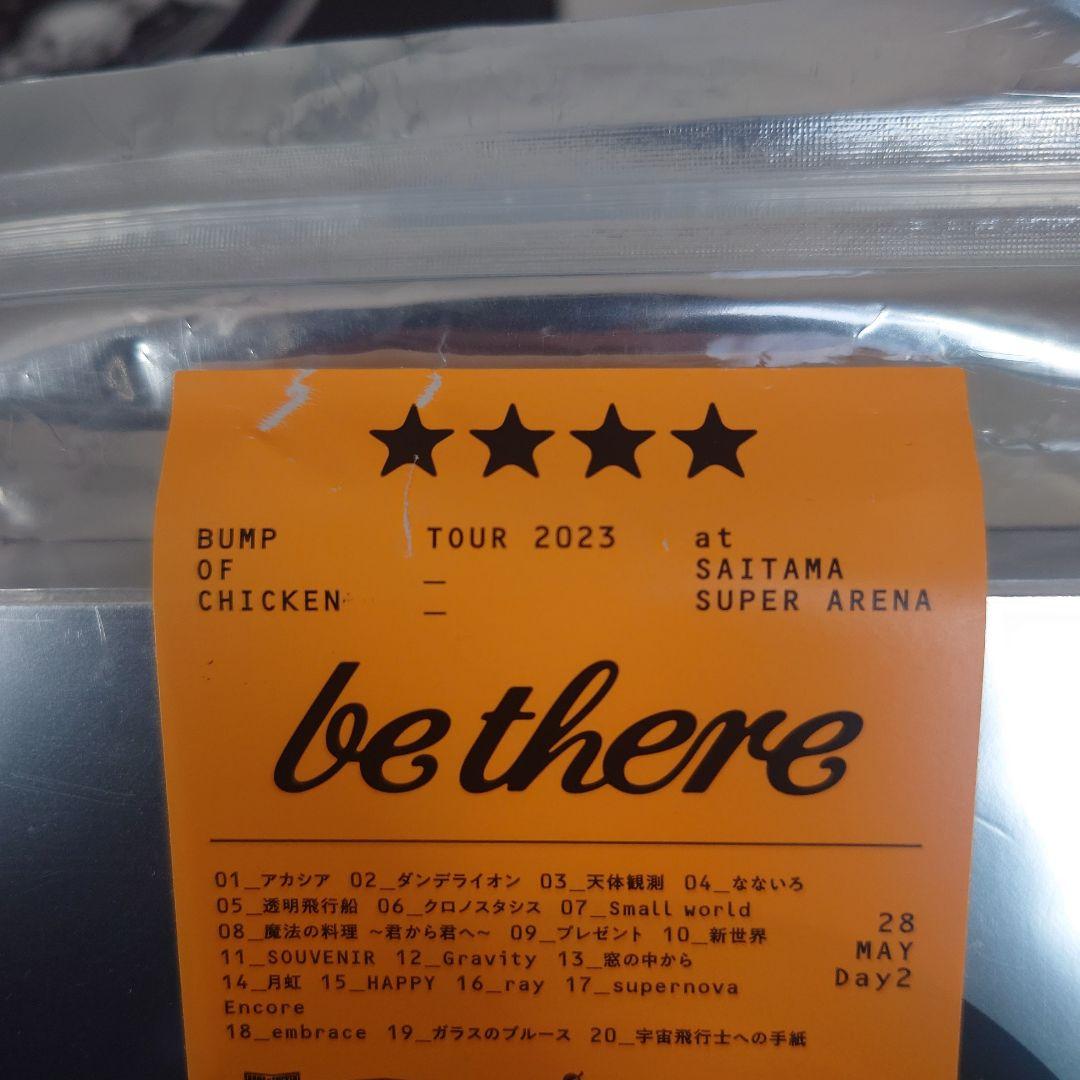 ★★★★
BUMP OF CHICKEN
TOUR 2023
_
_
at SAITAMA SUPER ARENA
be there
01_アカシア 02_ダンデライオン 03_天体観測 04_なないろ
05_透明飛行船 06_クロノスタシス 07_Small world
08_魔法の料理 ~君から君へ~ 09_プレゼント 10_新世界
11_SOUVENIR 12_Gravity 13_窓の中から
14_月虹 15_HAPPY 16_ray 17_supernova
Encore
18_embrace 19_ガラスのブルース 20_宇宙飛行士への手紙
28
MAY
Day2